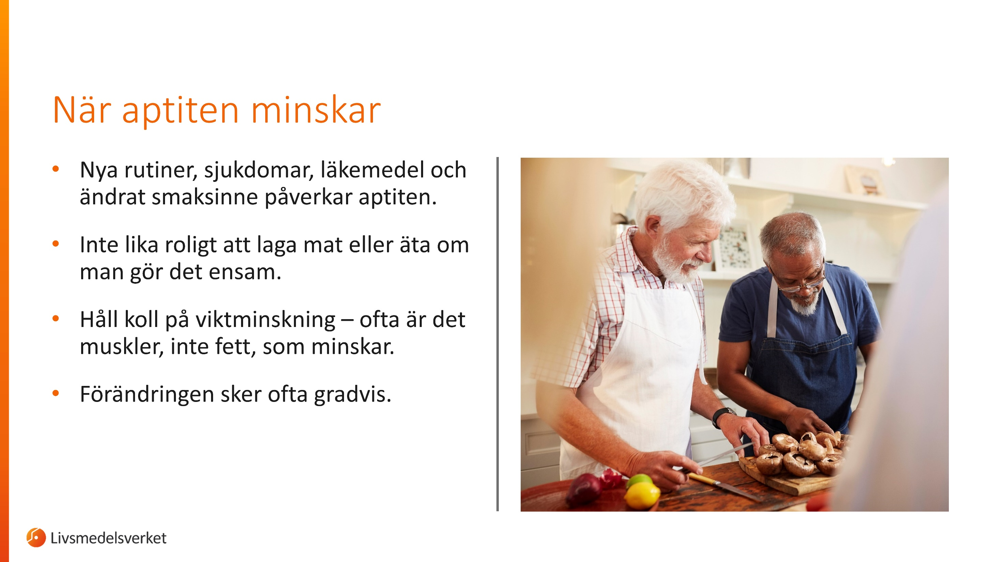 När aptiten minskar
• Nya rutiner, sjukdomar, läkemedel och
ändrat smaksinne påverkar aptiten.
• Inte lika roligt att laga mat eller äta om
man gör det ensam.
• Håll koll på viktminskning – ofta är det
muskler, inte fett, som minskar.
• Förändringen sker ofta gradvis.
Livsmedelsverket